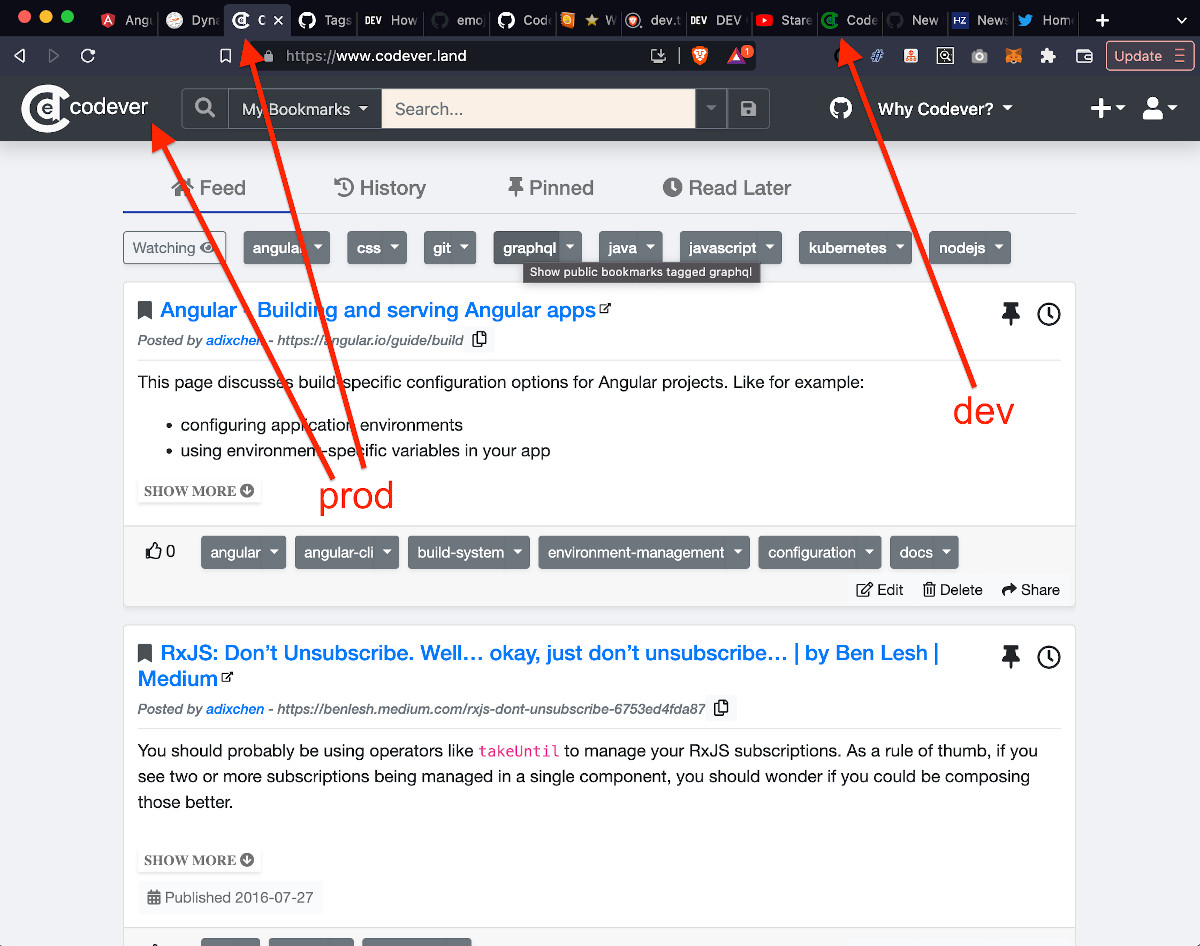 Angu
Dyna
C
Tags
DEV How
emo
Cod
W
dev.t
DEV DEV
Stare
Code
New
HZ News
Hom
https://www.codever.land
1
Update
codever
My Bookmarks
Search...
Why Codever?
Feed
History
Pinned
Read Later
Watching
angular
css
git
graphql
java
javascript
kubernetes
nodejs
Show public bookmarks tagged graphql
Angular - Building and serving Angular apps
Posted by adixchen - https://angular.io/guide/build
This page discusses build-specific configuration options for Angular projects. Like for example:
dev
• configuring application environments
• using environment-specific variables in your app
SHOW MORE
prod
0
angular
angular-cli
build-system
environment-management
configuration
docs
Edit
Delete
Share
RxJS: Don’t Unsubscribe. Well… okay, just don’t unsubscribe… | by Ben Lesh |
Medium
Posted by adixchen - https://benlesh.medium.com/rxjs-dont-unsubscribe-6753ed4fda87
You should probably be using operators like takeUntil to manage your RxJS subscriptions. As a rule of thumb, if you
see two or more subscriptions being managed in a single component, you should wonder if you could be composing
those better.
SHOW MORE
Published 2016-07-27